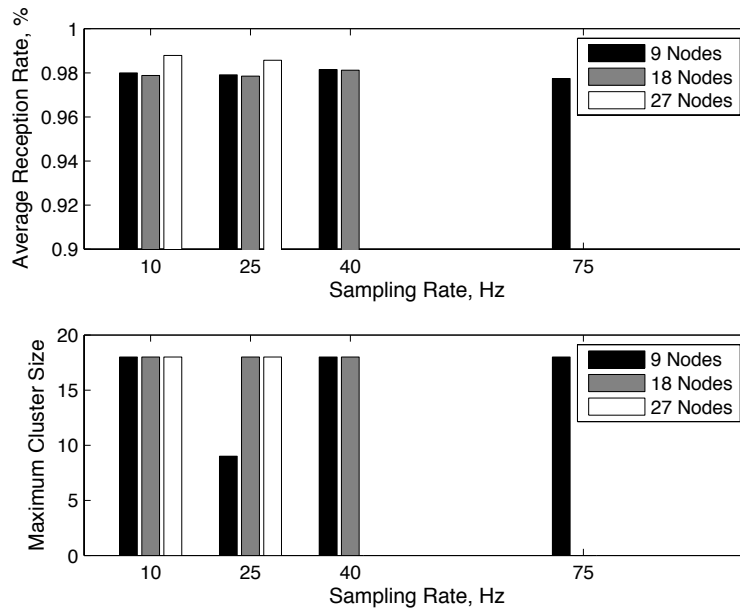 Average Reception Rate, %
1
0.98
0.96
0.94
0.92
0.9
10 25 40 75
Sampling Rate, Hz
9 Nodes
18 Nodes
27 Nodes
Maximum Cluster Size
20
15
10
5
0
10 25 40 75
Sampling Rate, Hz
9 Nodes
18 Nodes
27 Nodes